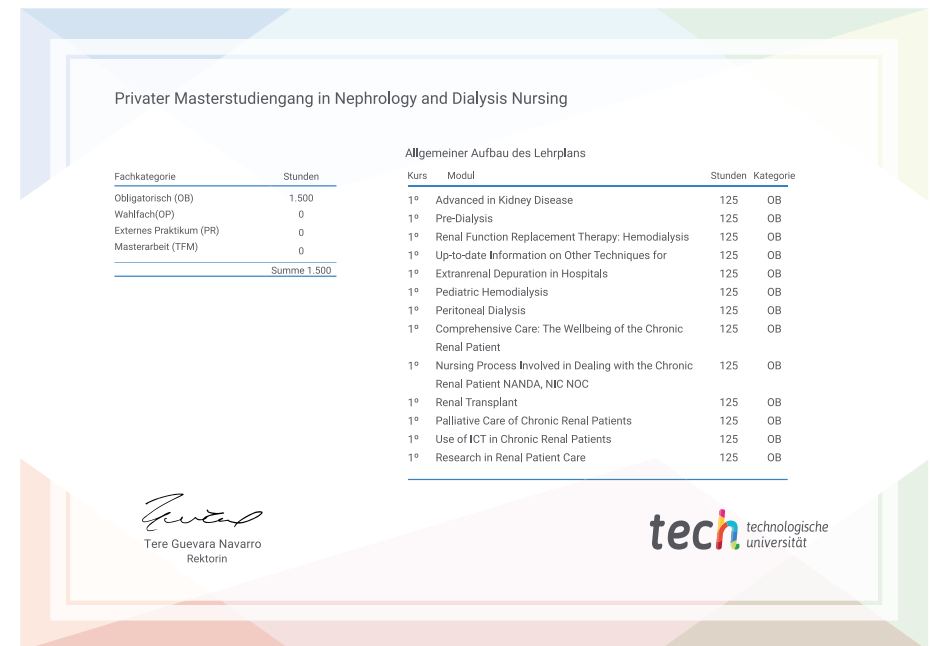 Privater Masterstudiengang in Nephrology and Dialysis Nursing
Fachkategorie Stunden
Obligatorisch (OB) 1.500
Wahlfach(OP) 0
Externes Praktikum (PR) 0
Masterarbeit (TFM) 0
Summe 1.500
Allgemeiner Aufbau des Lehrplans
Kurs Modul Stunden Kategorie
1º Advanced in Kidney Disease 125 OB
1º Pre-Dialysis 125 OB
1º Renal Function Replacement Therapy: Hemodialysis 125 OB
1º Up-to-date Information on Other Techniques for 125 OB
1º Extranrenal Depuration in Hospitals 125 OB
1º Pediatric Hemodialysis 125 OB
1º Peritoneal Dialysis 125 OB
1º Comprehensive Care: The Wellbeing of the Chronic 125 OB
Renal Patient
1º Nursing Process Involved in Dealing with the Chronic 125 OB
Renal Patient NANDA, NIC NOC
1º Renal Transplant 125 OB
1º Palliative Care of Chronic Renal Patients 125 OB
1º Use of ICT in Chronic Renal Patients 125 OB
1º Research in Renal Patient Care 125 OB
Tere Guevara Navarro
Rektorin
tech technologische
universität